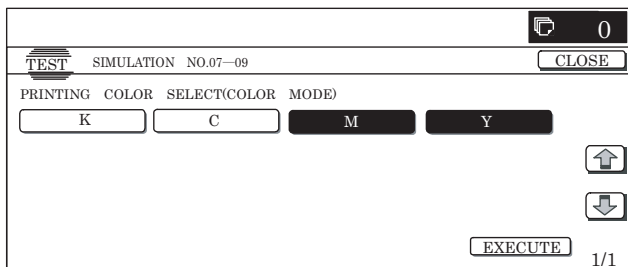 0
TEST SIMULATION NO.07—09 CLOSE
PRINTING COLOR SELECT(COLOR MODE)
K C M Y
EXECUTE
1/1